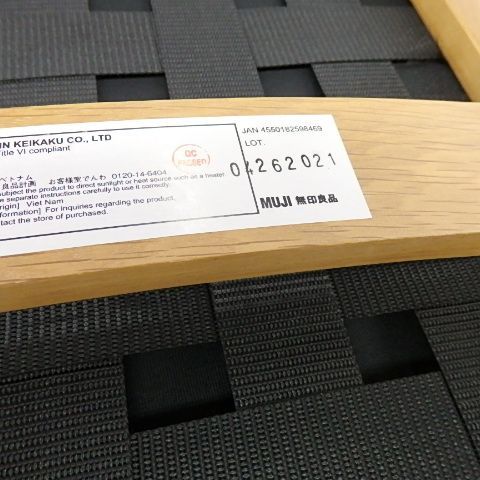 IN KEIKAKU CO., LTD
Title VI compliant
ベトナム
良品計画 お客様室でんわ 0120-14-6404
subject the product to direct sunlight or heat source such as a heater.
e separate instructions carefully to use it correctly.
rigin] Viet Nam
formation] For inquiries regarding the product,
ntact the store of purchased.
QC
PASSED
JAN 4550182598469
LOT.
04262021
MUJI 無印良品